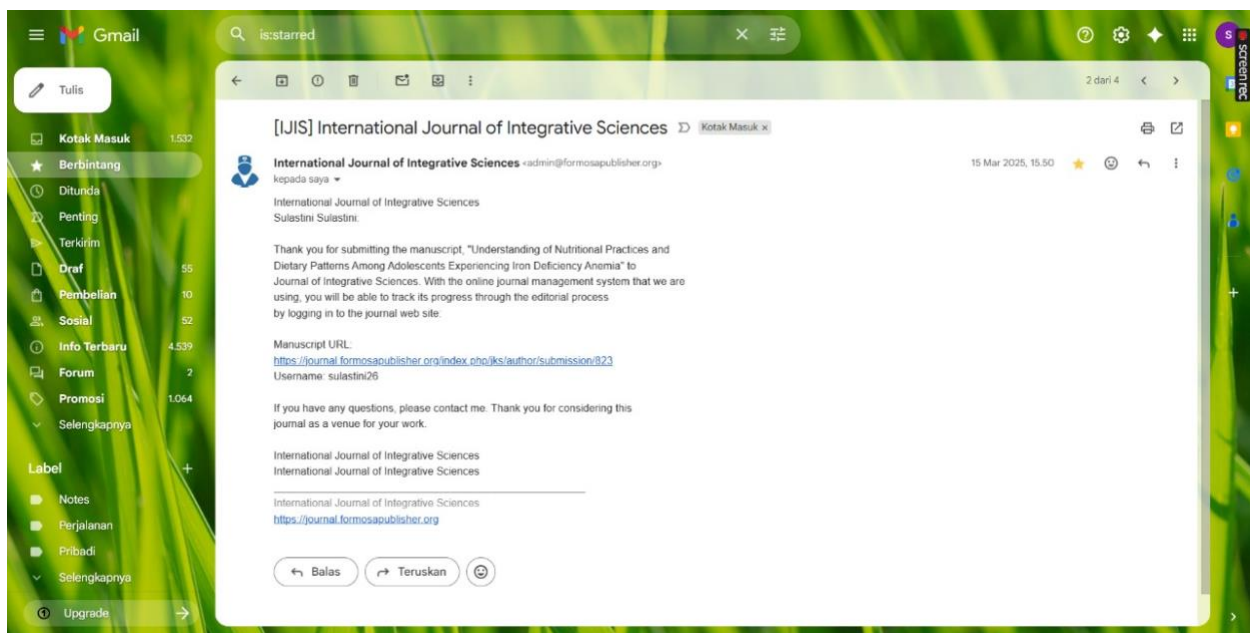 Gmail
is:starred
S
screenrec
Tulis
2 dari 4
Kotak Masuk 1.532
Berbintang
Ditunda
Penting
Terkirim
Draf 55
Pembelian 10
Sosial 52
Info Terbaru 4.539
Forum 2
Promosi 1.064
Selengkapnya
Label
Notes
Perjalanan
Pribadi
Selengkapnya
Upgrade
[IJIS] International Journal of Integrative Sciences Kotak Masuk x
International Journal of Integrative Sciences <admin@formosapublisher.org> 15 Mar 2025, 15.50
kepada saya
International Journal of Integrative Sciences
Sulastini Sulastini:
Thank you for submitting the manuscript, "Understanding of Nutritional Practices and
Dietary Patterns Among Adolescents Experiencing Iron Deficiency Anemia" to
Journal of Integrative Sciences. With the online journal management system that we are
using, you will be able to track its progress through the editorial process
by logging in to the journal web site:
Manuscript URL:
https://journal.formosapublisher.org/index.php/jks/author/submission/823
Username: sulastini26
If you have any questions, please contact me. Thank you for considering this
journal as a venue for your work.
International Journal of Integrative Sciences
International Journal of Integrative Sciences
International Journal of Integrative Sciences
https://journal.formosapublisher.org
Balas
Teruskan